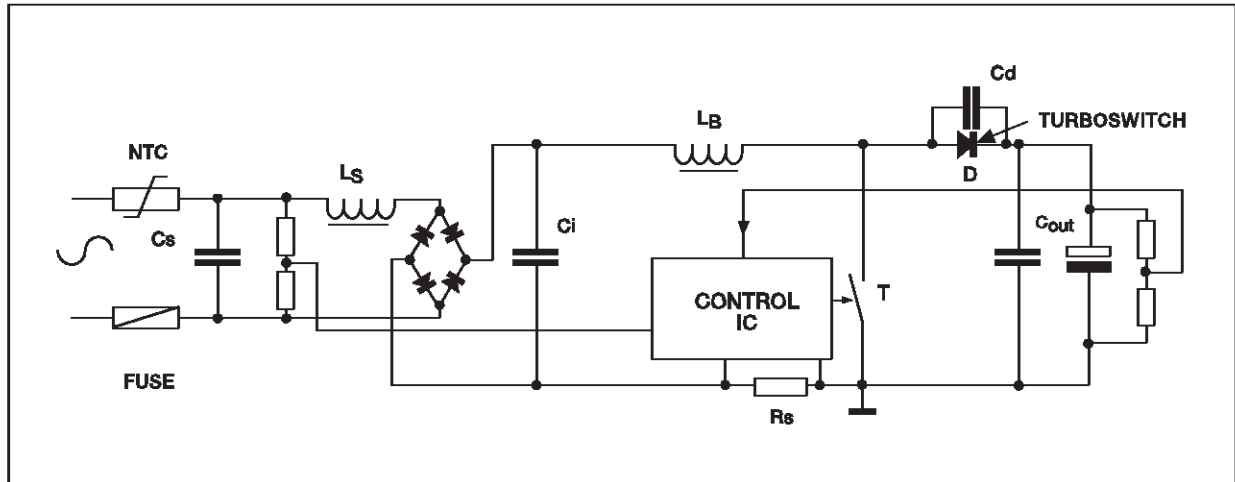 Cd
LB
TURBOSWITCH
NTC
LS
D
Cs
Ci
Cout
CONTROL
IC
T
FUSE
Rs